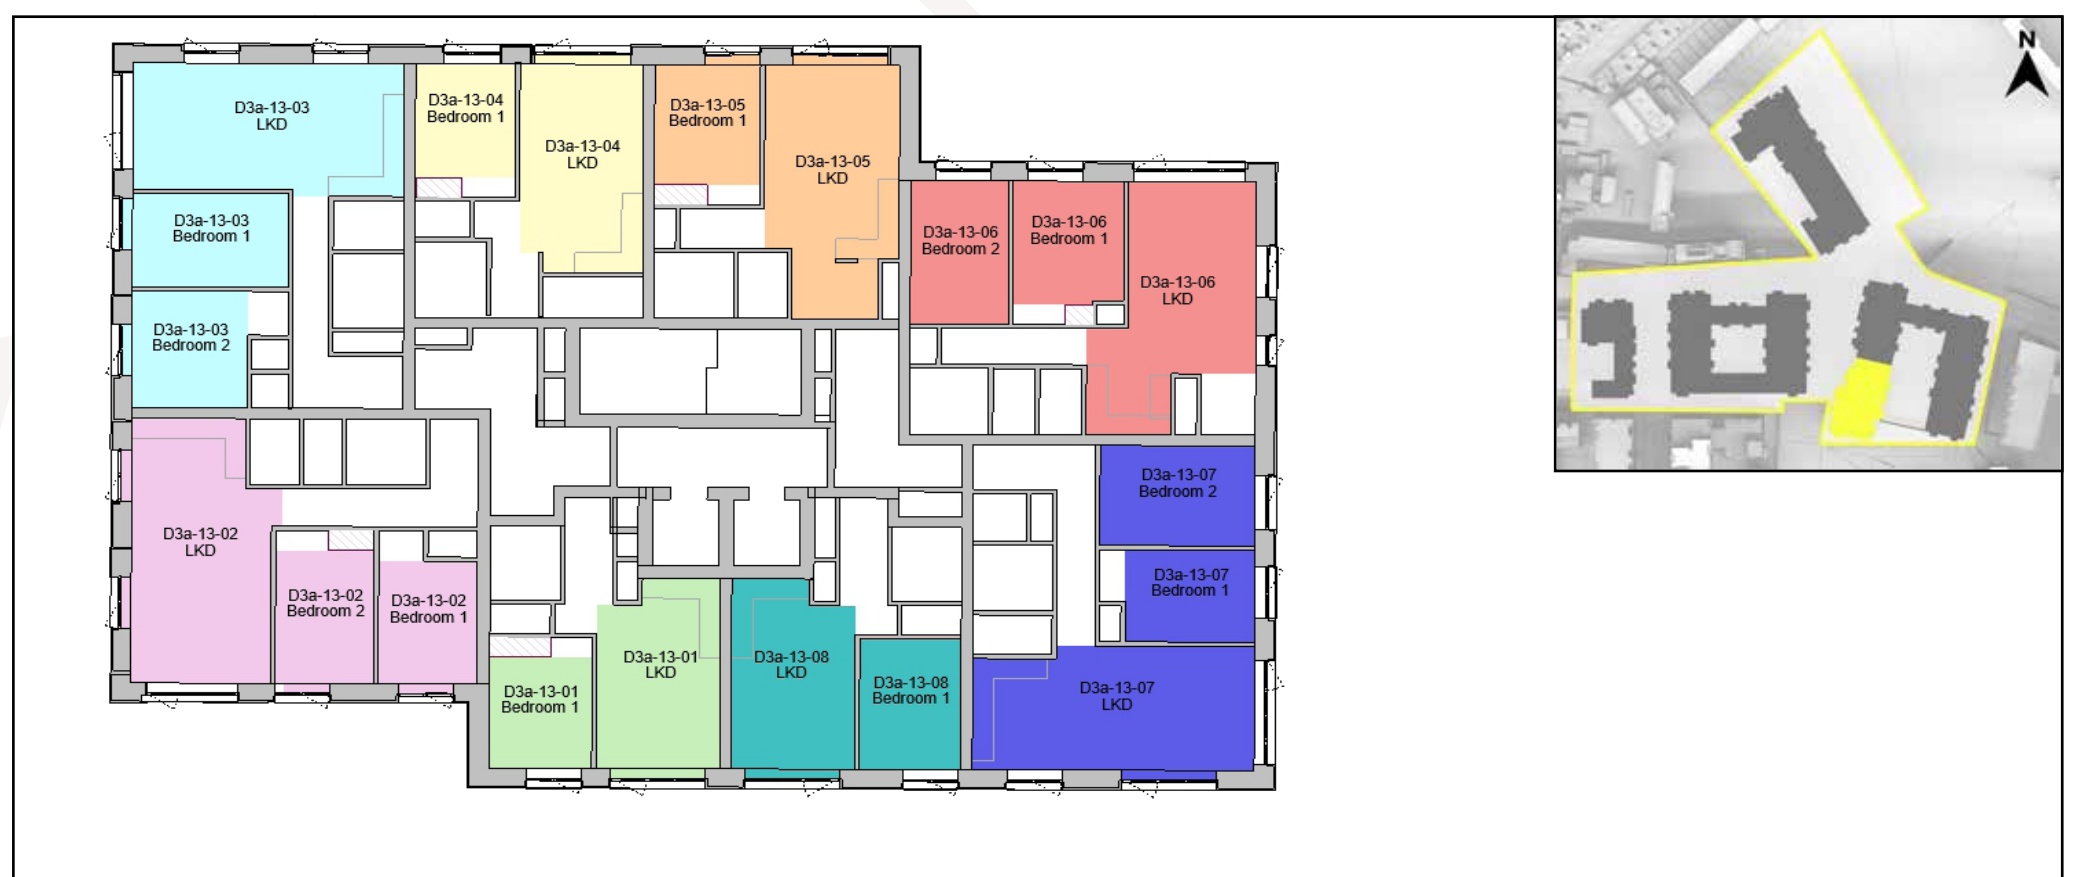 D3a-13-03
LKD
D3a-13-04
Bedroom 1
D3a-13-04
LKD
D3a-13-05
Bedroom 1
D3a-13-05
LKD
N
D3a-13-03
Bedroom 1
D3a-13-06
Bedroom 2
D3a-13-06
Bedroom 1
D3a-13-06
LKD
D3a-13-03
Bedroom 2
D3a-13-02
LKD
D3a-13-07
Bedroom 2
D3a-13-02
Bedroom 2
D3a-13-02
Bedroom 1
D3a-13-07
Bedroom 1
D3a-13-01
LKD
D3a-13-08
LKD
D3a-13-01
Bedroom 1
D3a-13-08
Bedroom 1
D3a-13-07
LKD